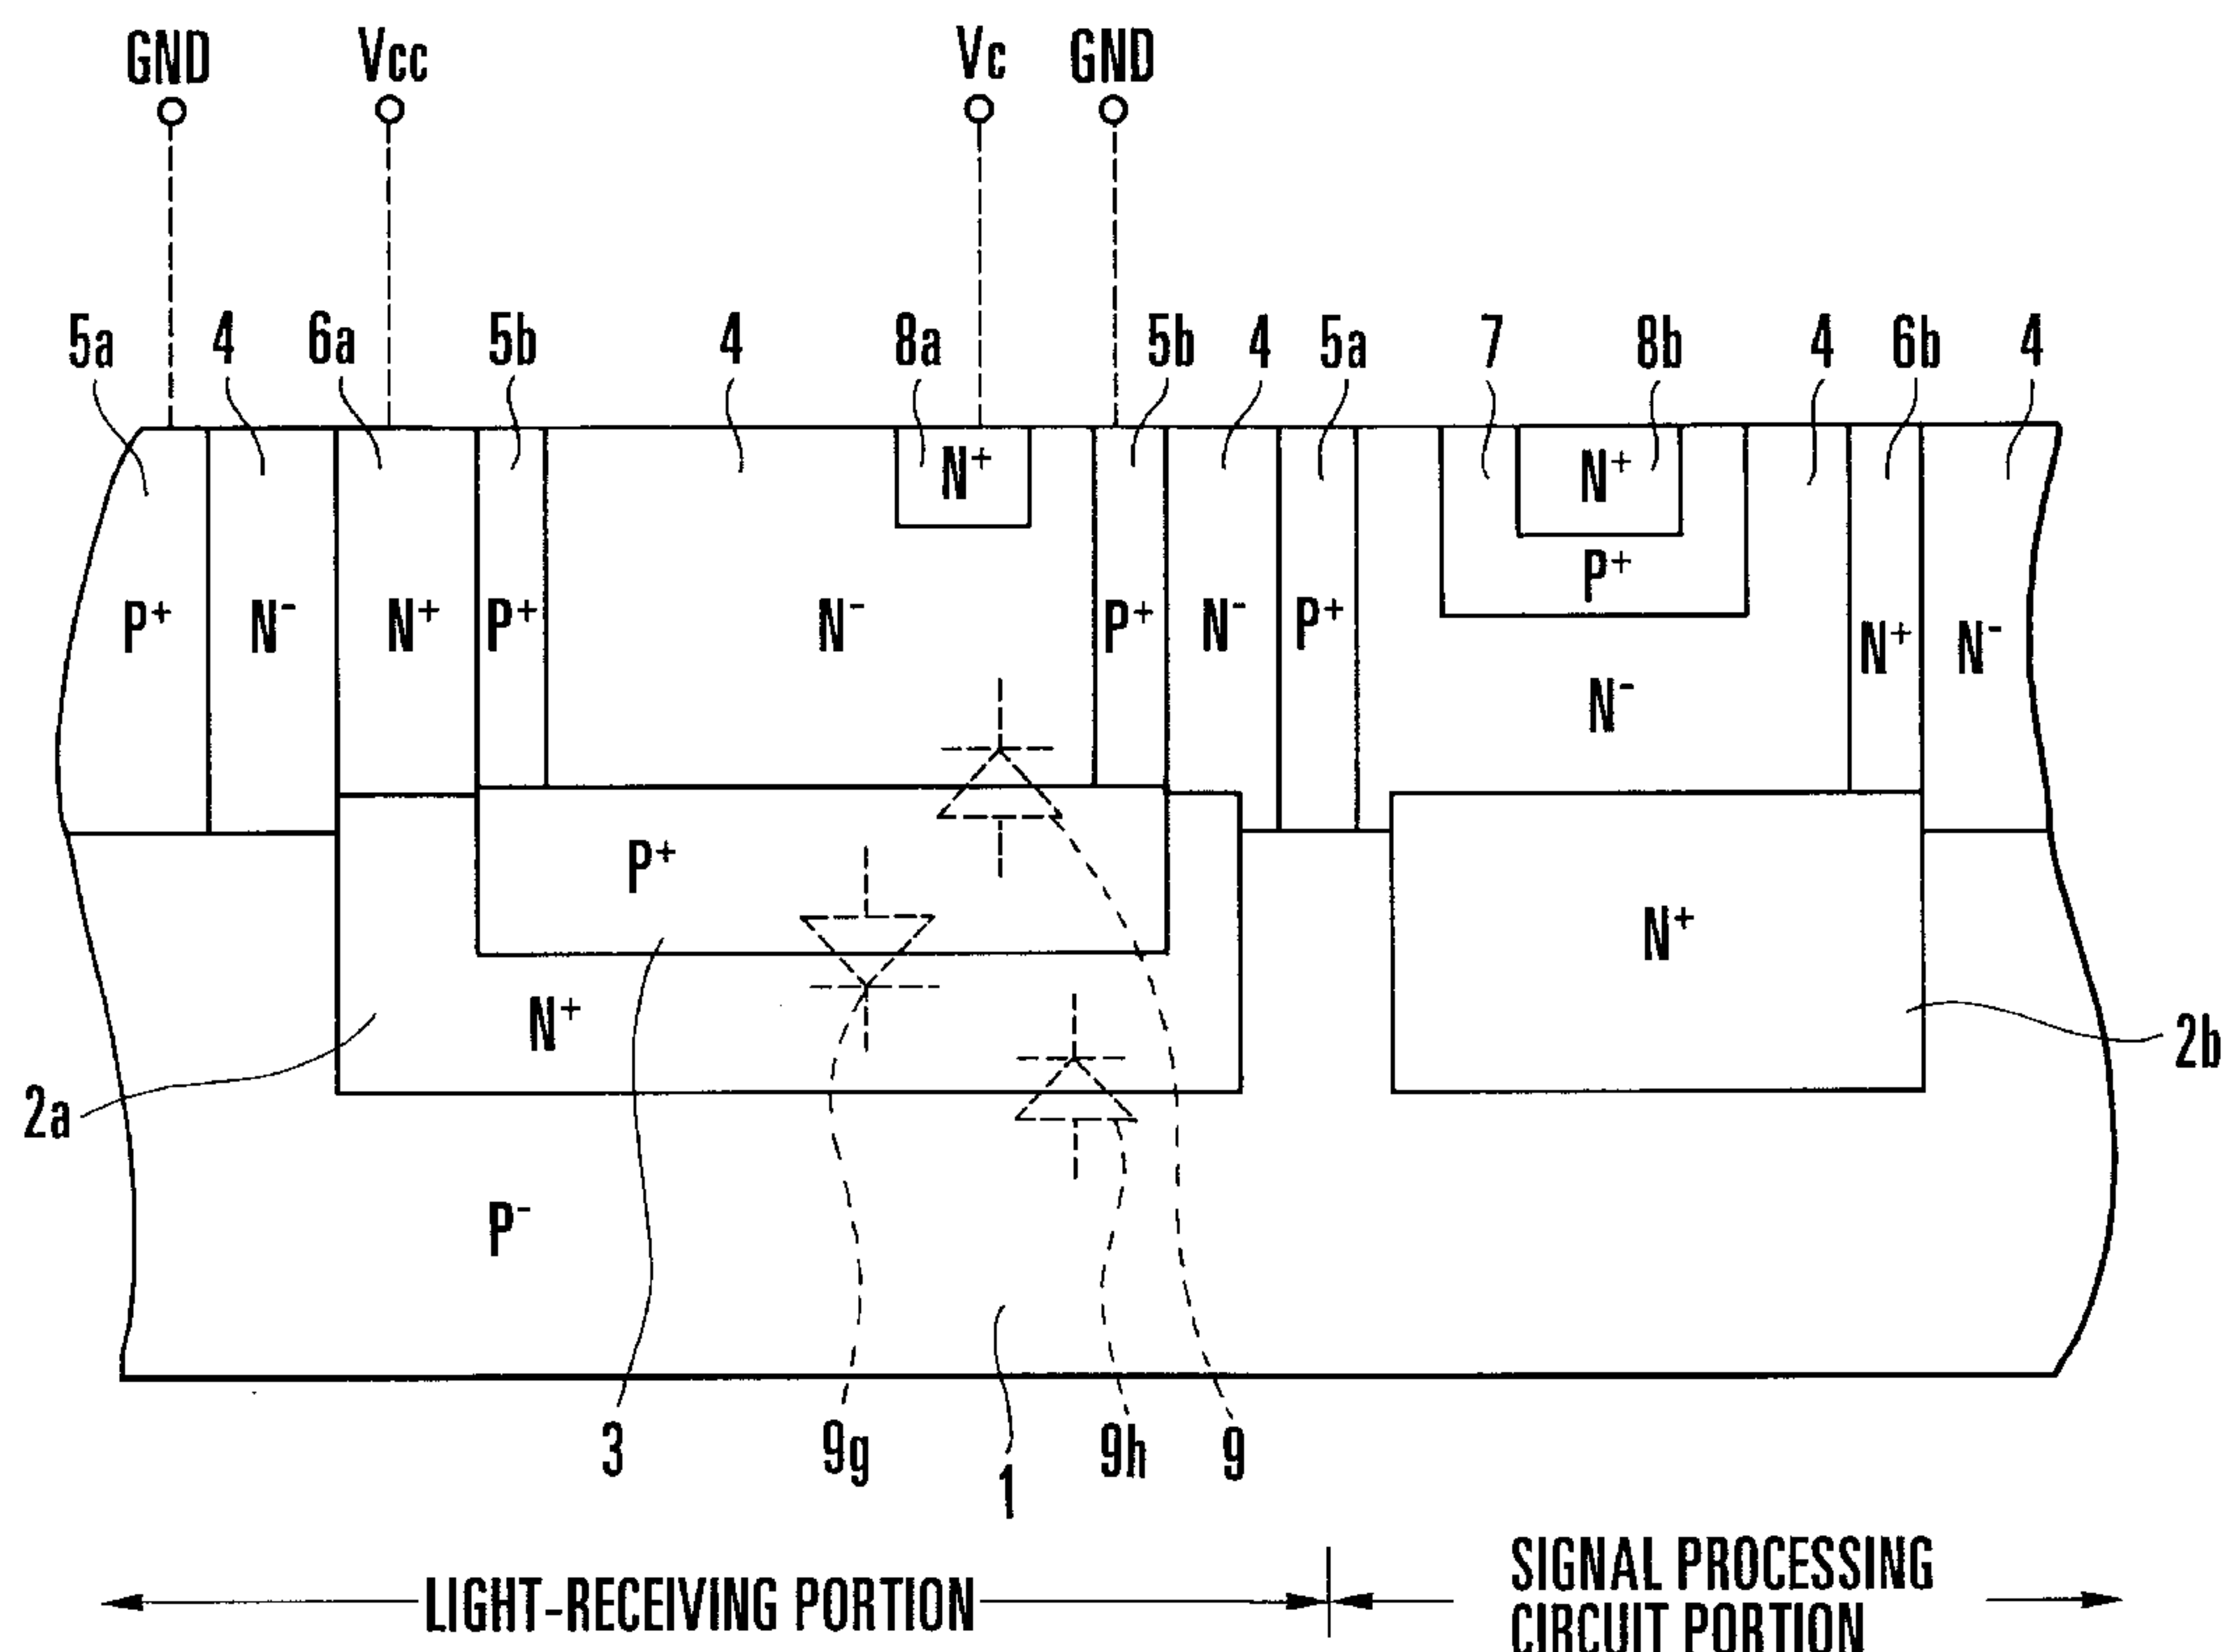 GND Vcc Vc GND
5a 4 6a 5b 4 8a 5b 4 5a 7 8b 4 6b 4
N⁺ N⁺
P⁺
P⁺ N⁻ N⁺ P⁺ N⁻ P⁺ N⁻ P⁺ N⁺ N⁻
N⁻
P⁺
N⁺
N⁺
2b
2a
P⁻
3 9g 1 9h 9
LIGHT-RECEIVING PORTION
SIGNAL PROCESSING
CIRCUIT PORTION